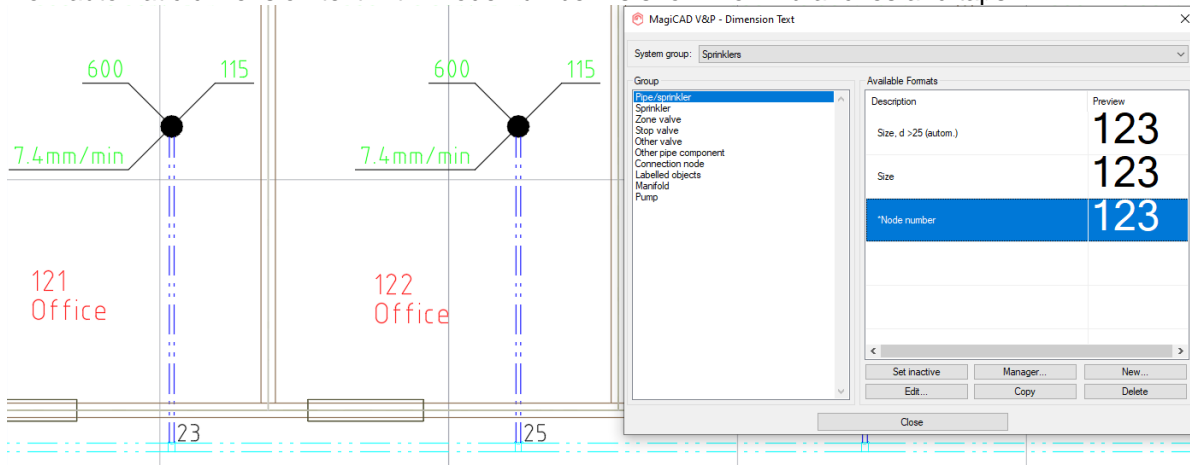 600 115
7.4mm/min
121
Office
23
600 115
7.4mm/min
122
Office
25
MagiCAD V&P - Dimension Text
System group: Sprinklers
Group
Pipe/sprinkler
Sprinkler
Zone valve
Stop valve
Other valve
Other pipe component
Connection node
Labelled objects
Manifold
Pump
Available Formats
Description Preview
Size, d >25 (autom.) 123
Size 123
*Node number 123
Set inactive Manager... New...
Edit... Copy Delete
Close